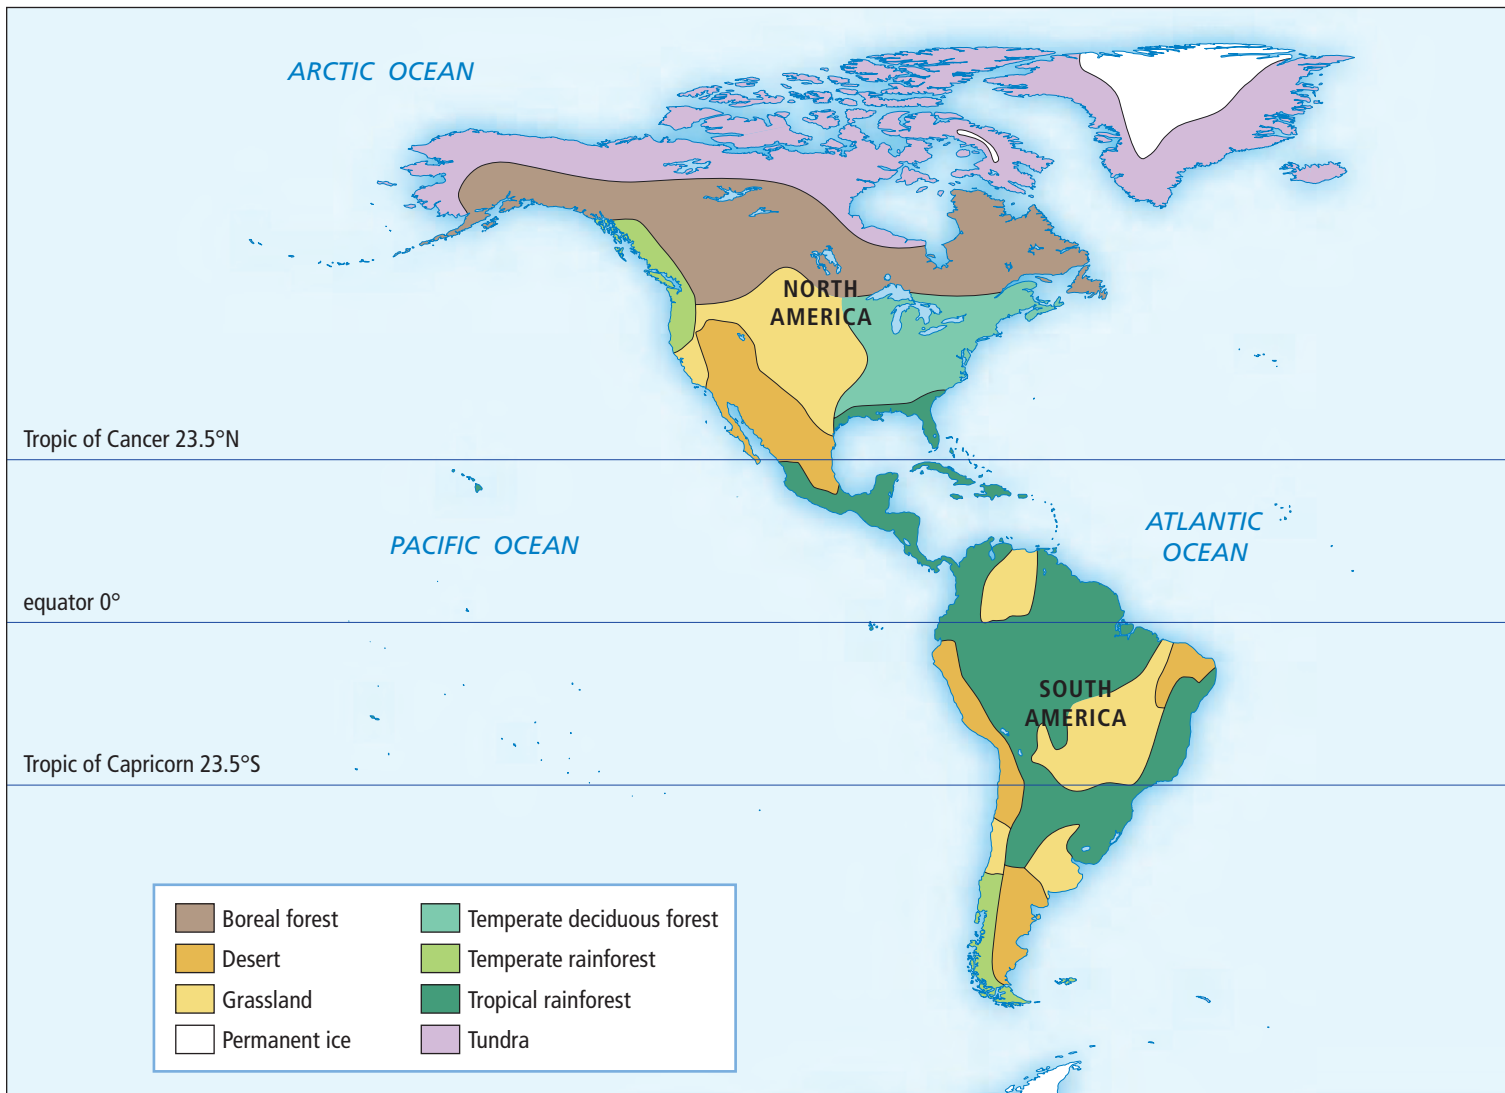 ARCTIC OCEAN
NORTH
AMERICA
Tropic of Cancer 23.5°N
PACIFIC OCEAN
ATLANTIC
OCEAN
equator 0°
SOUTH
AMERICA
Tropic of Capricorn 23.5°S
Boreal forest
Desert
Grassland
Permanent ice
Temperate deciduous forest
Temperate rainforest
Tropical rainforest
Tundra